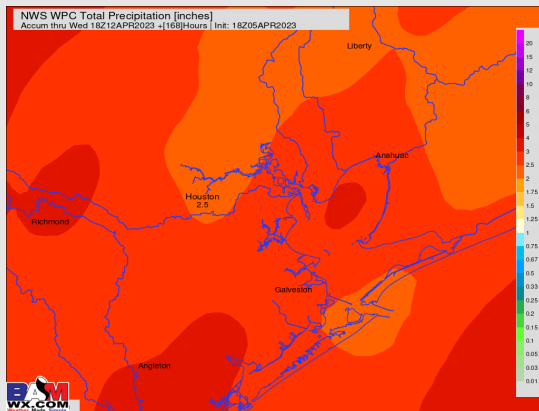 NWS WPC Total Precipitation [inches]
Accum thru Wed 18Z12APR2023 +[168]Hours | Init: 18Z05APR2023
Liberty
Anahuac
Houston
2.5
Richmond
Galveston
Angleton
20
15
12
10
8
6
5
4
3
2.5
2
1.75
1.5
1.25
1
0.75
0.67
0.5
0.33
0.25
0.2
0.15
0.1
0.05
0.03
0.01
BAM
WX.COM
Weather Made Simple